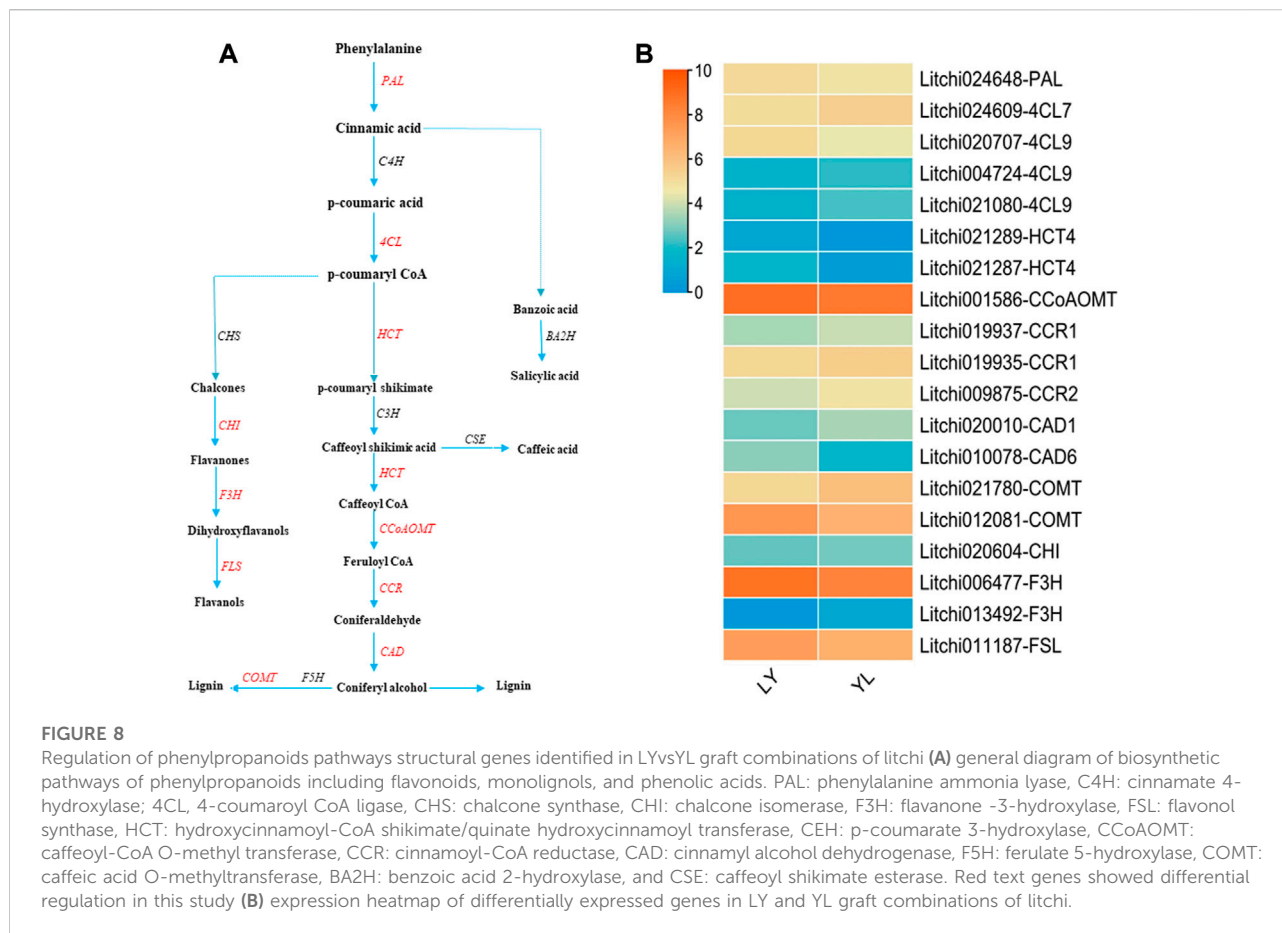 A
Phenylalanine
PAL
Cinnamic acid
C4H
p-coumaric acid
4CL
p-coumaryl CoA
CHS
HCT
Banzoic acid
BA2H
Salicylic acid
Chalcones
CHI
Flavanones
F3H
Dihydroxyflavanols
FLS
Flavanols
p-coumaryl shikimate
C3H
Caffeoyl shikimic acid
CSE
Caffeic acid
HCT
Caffeoyl CoA
CCoAOMT
Feruloyl CoA
CCR
Coniferaldehyde
CAD
Lignin
COMT
F5H
Coniferyl alcohol
Lignin
B
10
8
6
4
2
0
Litchi024648-PAL
Litchi024609-4CL7
Litchi020707-4CL9
Litchi004724-4CL9
Litchi021080-4CL9
Litchi021289-HCT4
Litchi021287-HCT4
Litchi001586-CCoAOMT
Litchi019937-CCR1
Litchi019935-CCR1
Litchi009875-CCR2
Litchi020010-CAD1
Litchi010078-CAD6
Litchi021780-COMT
Litchi012081-COMT
Litchi020604-CHI
Litchi006477-F3H
Litchi013492-F3H
Litchi011187-FSL
LY
YL
FIGURE 8
Regulation of phenylpropanoids pathways structural genes identified in LYvsYL graft combinations of litchi (A) general diagram of biosynthetic
pathways of phenylpropanoids including flavonoids, monolignols, and phenolic acids. PAL: phenylalanine ammonia lyase, C4H: cinnamate 4-
hydroxylase; 4CL, 4-coumaroyl CoA ligase, CHS: chalcone synthase, CHI: chalcone isomerase, F3H: flavanone -3-hydroxylase, FSL: flavonol
synthase, HCT: hydroxycinnamoyl-CoA shikimate/quinate hydroxycinnamoyl transferase, CEH: p-coumarate 3-hydroxylase, CCoAOMT:
caffeoyl-CoA O-methyl transferase, CCR: cinnamoyl-CoA reductase, CAD: cinnamyl alcohol dehydrogenase, F5H: ferulate 5-hydroxylase, COMT:
caffeic acid O-methyltransferase, BA2H: benzoic acid 2-hydroxylase, and CSE: caffeoyl shikimate esterase. Red text genes showed differential
regulation in this study (B) expression heatmap of differentially expressed genes in LY and YL graft combinations of litchi.